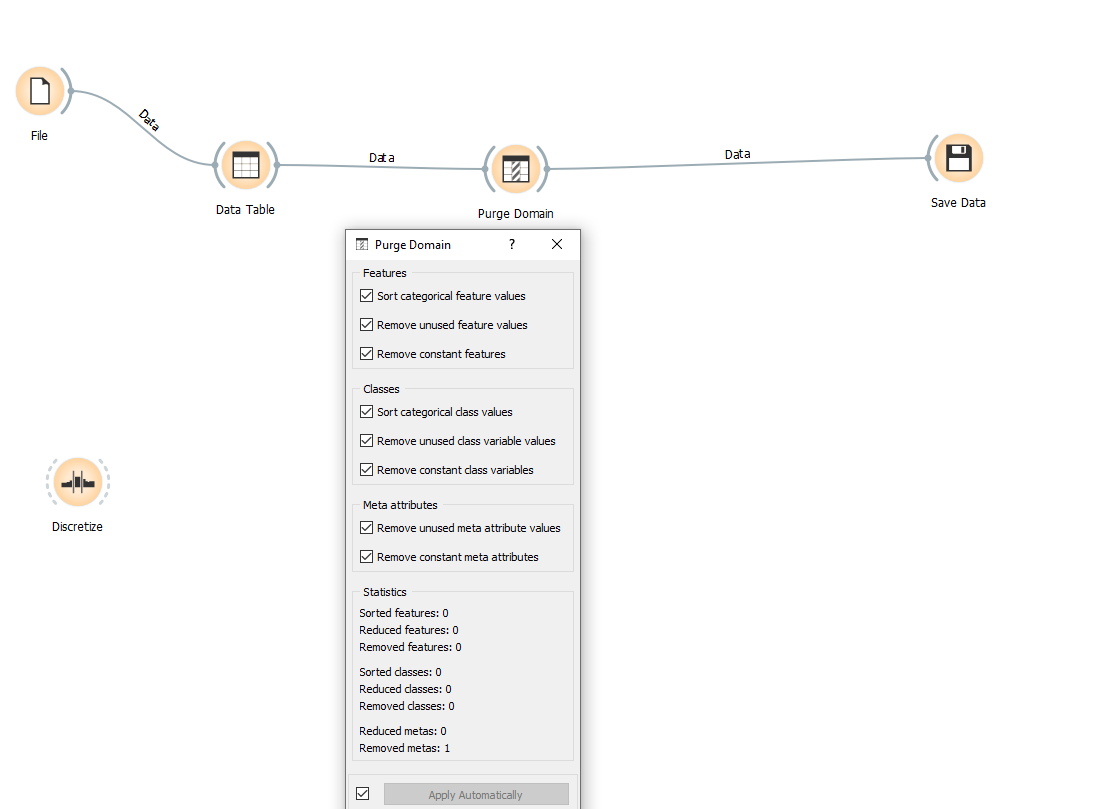 File
Data
Data Table
Data
Purge Domain
Data
Save Data
Discretize
Purge Domain
?
Features
Sort categorical feature values
Remove unused feature values
Remove constant features
Classes
Sort categorical class values
Remove unused class variable values
Remove constant class variables
Meta attributes
Remove unused meta attribute values
Remove constant meta attributes
Statistics
Sorted features: 0
Reduced features: 0
Removed features: 0
Sorted classes: 0
Reduced classes: 0
Removed classes: 0
Reduced metas: 0
Removed metas: 1
Apply Automatically